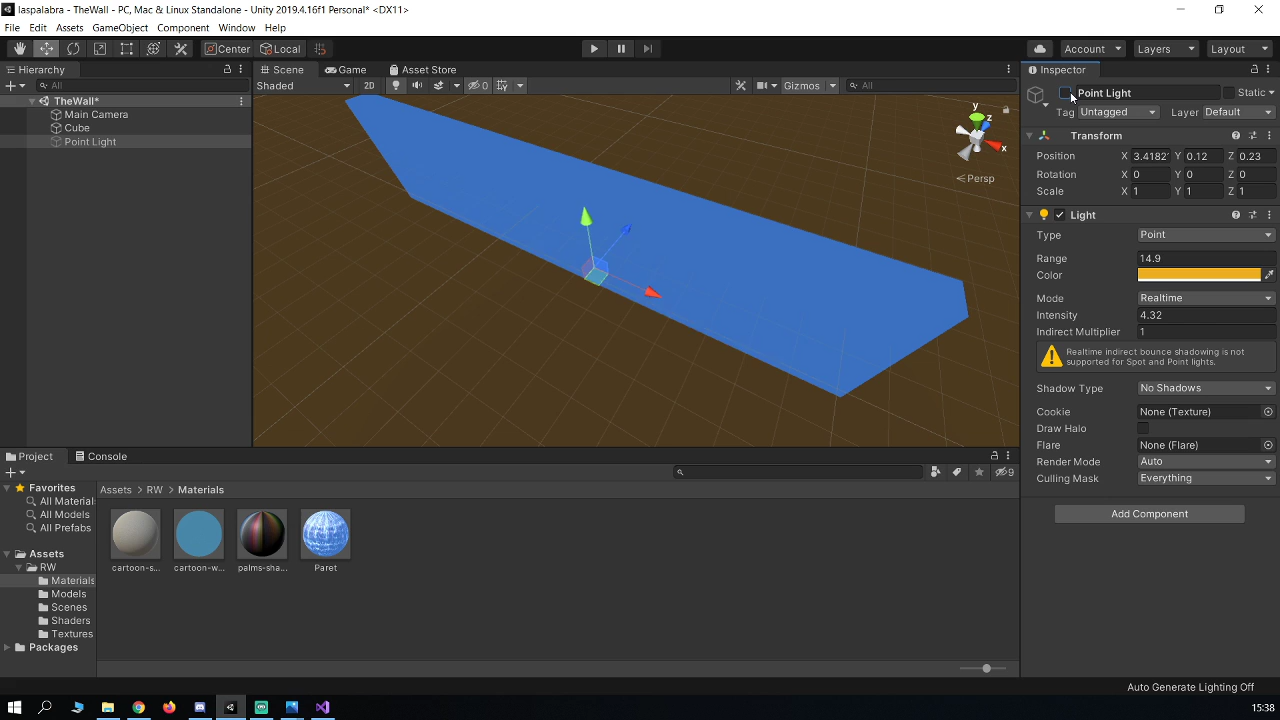 laspalabra - TheWall - PC, Mac & Linux Standalone - Unity 2019.4.16f1 Personal* <DX11>
File Edit Assets GameObject Component Window Help
Center Local Account Layers Layout
Hierarchy
All
TheWall*
Main Camera
Cube
Point Light
Scene Game Asset Store
Shaded 2D 0 Gizmos All
y
z
x
Persp
Inspector
Point Light Static
Tag Untagged Layer Default
Transform
Position X 3.4182 Y 0.12 Z 0.23
Rotation X 0 Y 0 Z 0
Scale X 1 Y 1 Z 1
Light
Type Point
Range 14.9
Color
Mode Realtime
Intensity 4.32
Indirect Multiplier 1
Realtime indirect bounce shadowing is not
supported for Spot and Point lights.
Shadow Type No Shadows
Cookie None (Texture)
Draw Halo
Flare None (Flare)
Render Mode Auto
Culling Mask Everything
Add Component
Project Console
9
Favorites
All Material
All Models
All Prefabs
Assets
RW
Materials
Models
Scenes
Shaders
Textures
Packages
Assets > RW > Materials
cartoon-s... cartoon-w... palms-sha... Paret
Auto Generate Lighting Off
15:38